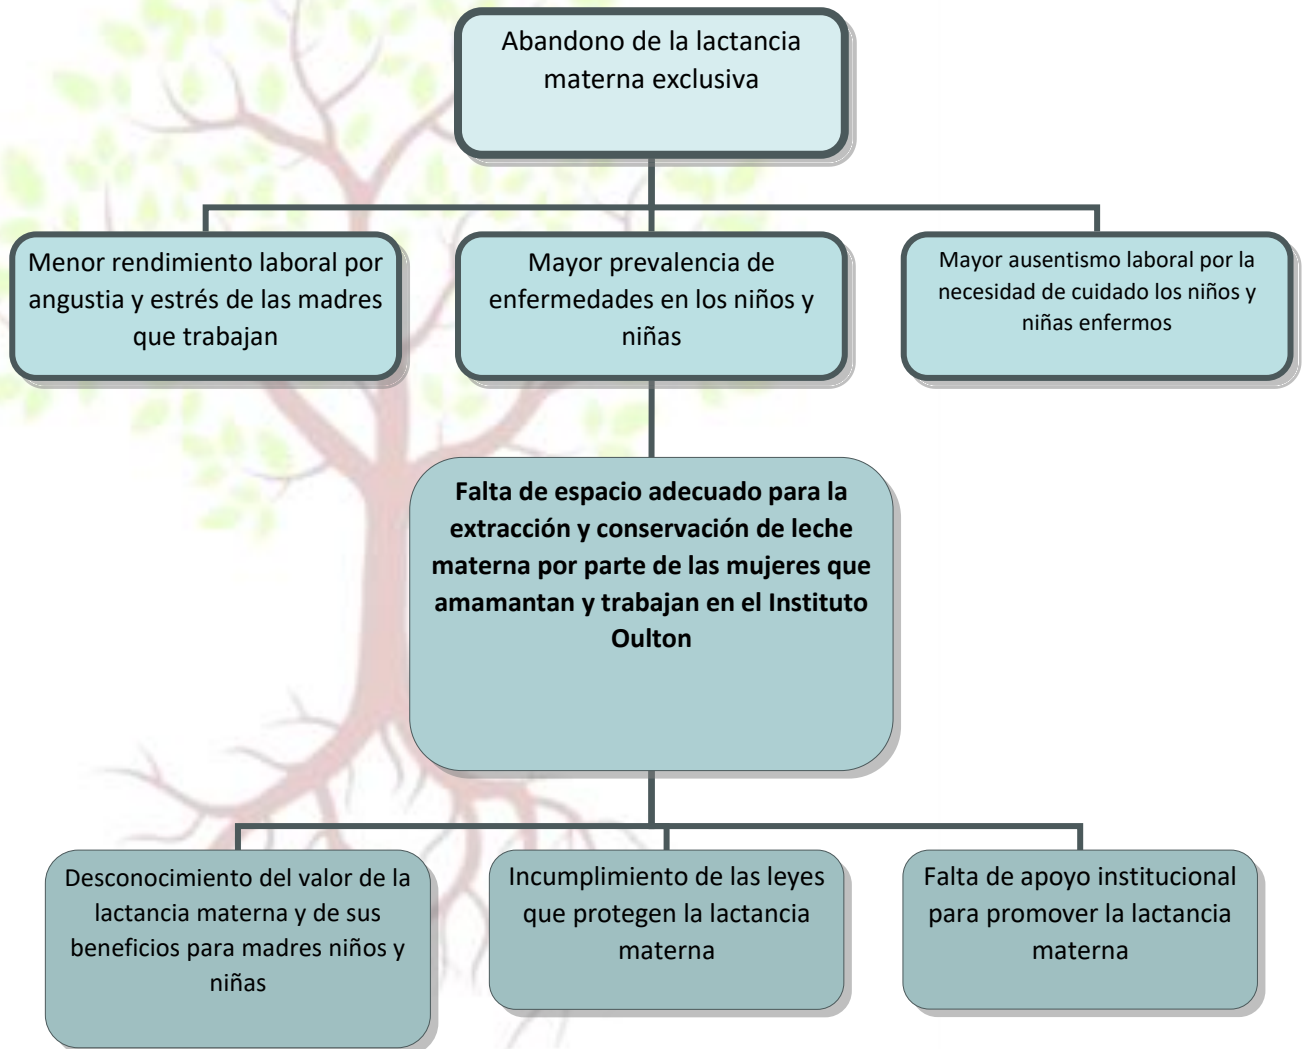 Abandono de la lactancia
materna exclusiva
Menor rendimiento laboral por
angustia y estrés de las madres
que trabajan
Mayor prevalencia de
enfermedades en los niños y
niñas
Mayor ausentismo laboral por la
necesidad de cuidado los niños y
niñas enfermos
Falta de espacio adecuado para la
extracción y conservación de leche
materna por parte de las mujeres que
amamantan y trabajan en el Instituto
Oulton
Desconocimiento del valor de la
lactancia materna y de sus
beneficios para madres niños y
niñas
Incumplimiento de las leyes
que protegen la lactancia
materna
Falta de apoyo institucional
para promover la lactancia
materna